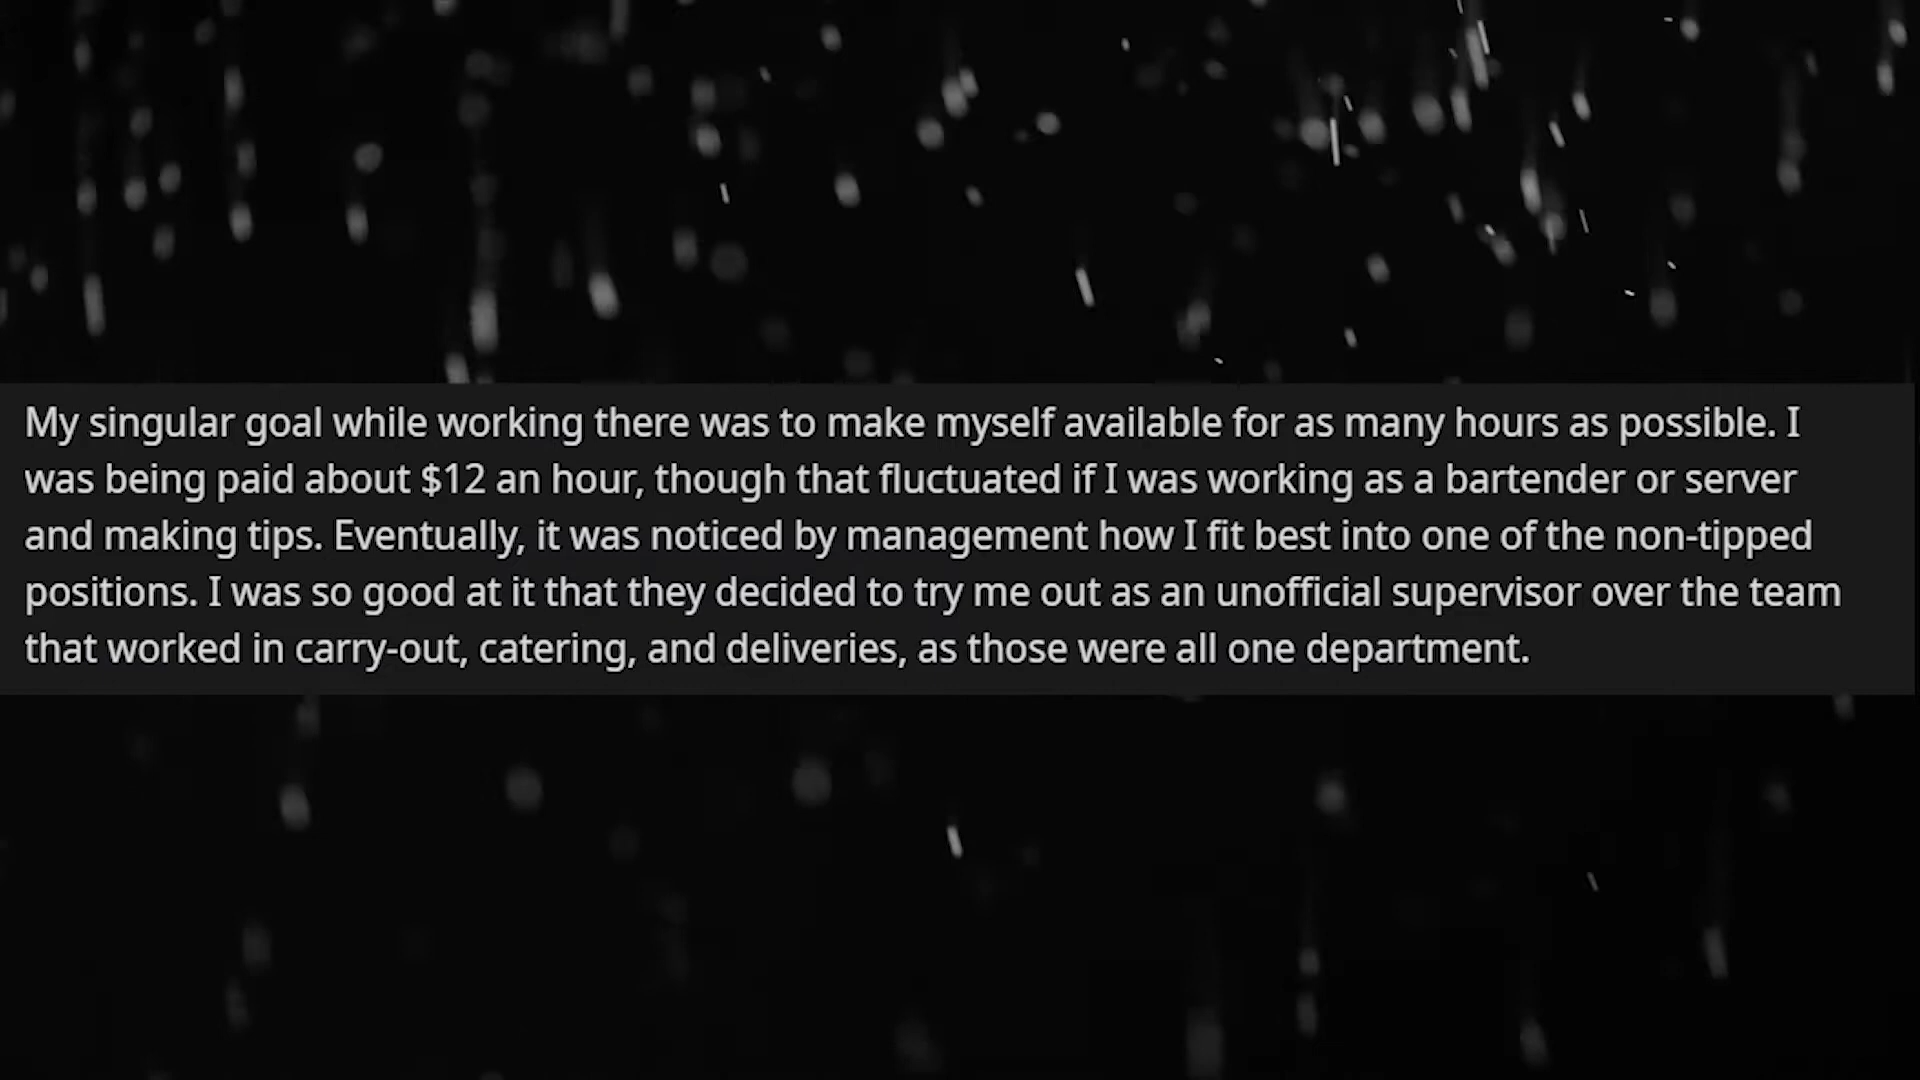 My singular goal while working there was to make myself available for as many hours as possible. I
was being paid about $12 an hour, though that fluctuated if I was working as a bartender or server
and making tips. Eventually, it was noticed by management how I fit best into one of the non-tipped
positions. I was so good at it that they decided to try me out as an unofficial supervisor over the team
that worked in carry-out, catering, and deliveries, as those were all one department.